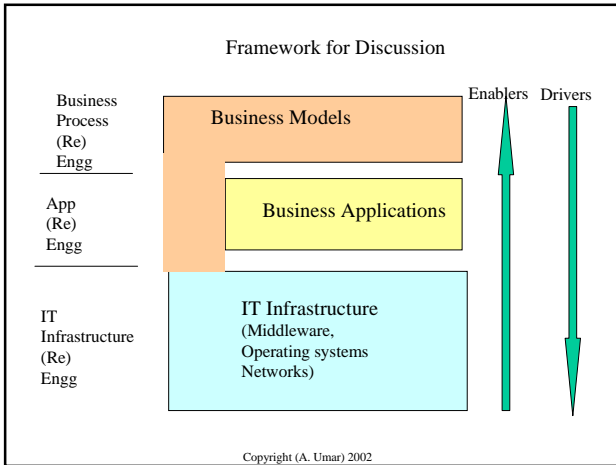 Framework for Discussion
Enablers
Drivers
Business
Process
(Re)
Engg
Business Models
App
(Re)
Engg
Business Applications
IT
Infrastructure
(Re)
Engg
IT Infrastructure
(Middleware,
Operating systems
Networks)
Copyright (A. Umar) 2002